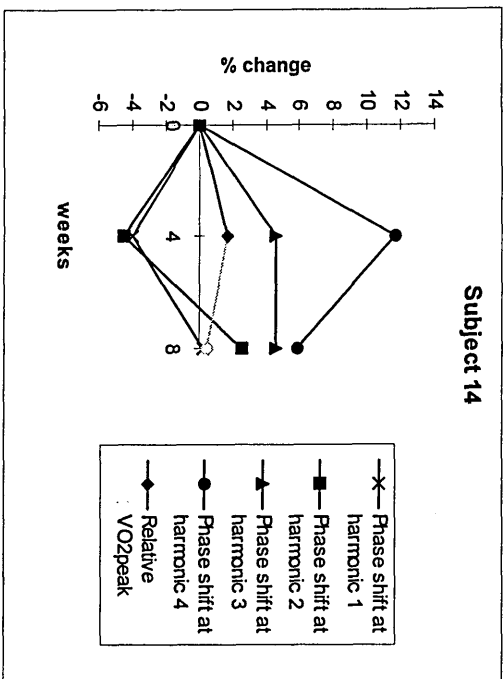 Subject 14
% change
14
12
10
8
6
4
2
0
-2
-4
-6
0
4
8
weeks
Phase shift at
harmonic 1
Phase shift at
harmonic 2
Phase shift at
harmonic 3
Phase shift at
harmonic 4
Relative
VO2peak